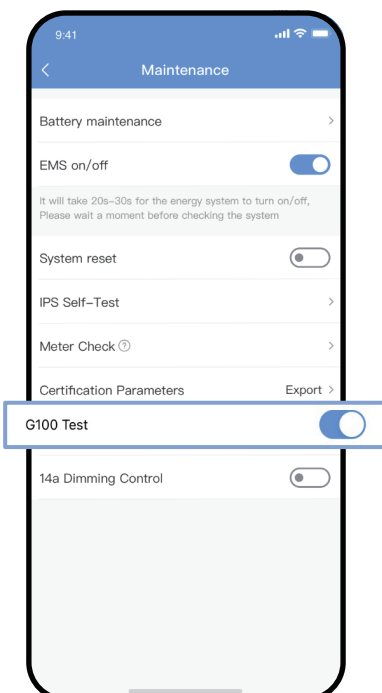 9:41
Maintenance
Battery maintenance
EMS on/off
It will take 20s–30s for the energy system to turn on/off,
Please wait a moment before checking the system
System reset
IPS Self–Test
Meter Check ?
Certification Parameters Export
G100 Test
14a Dimming Control